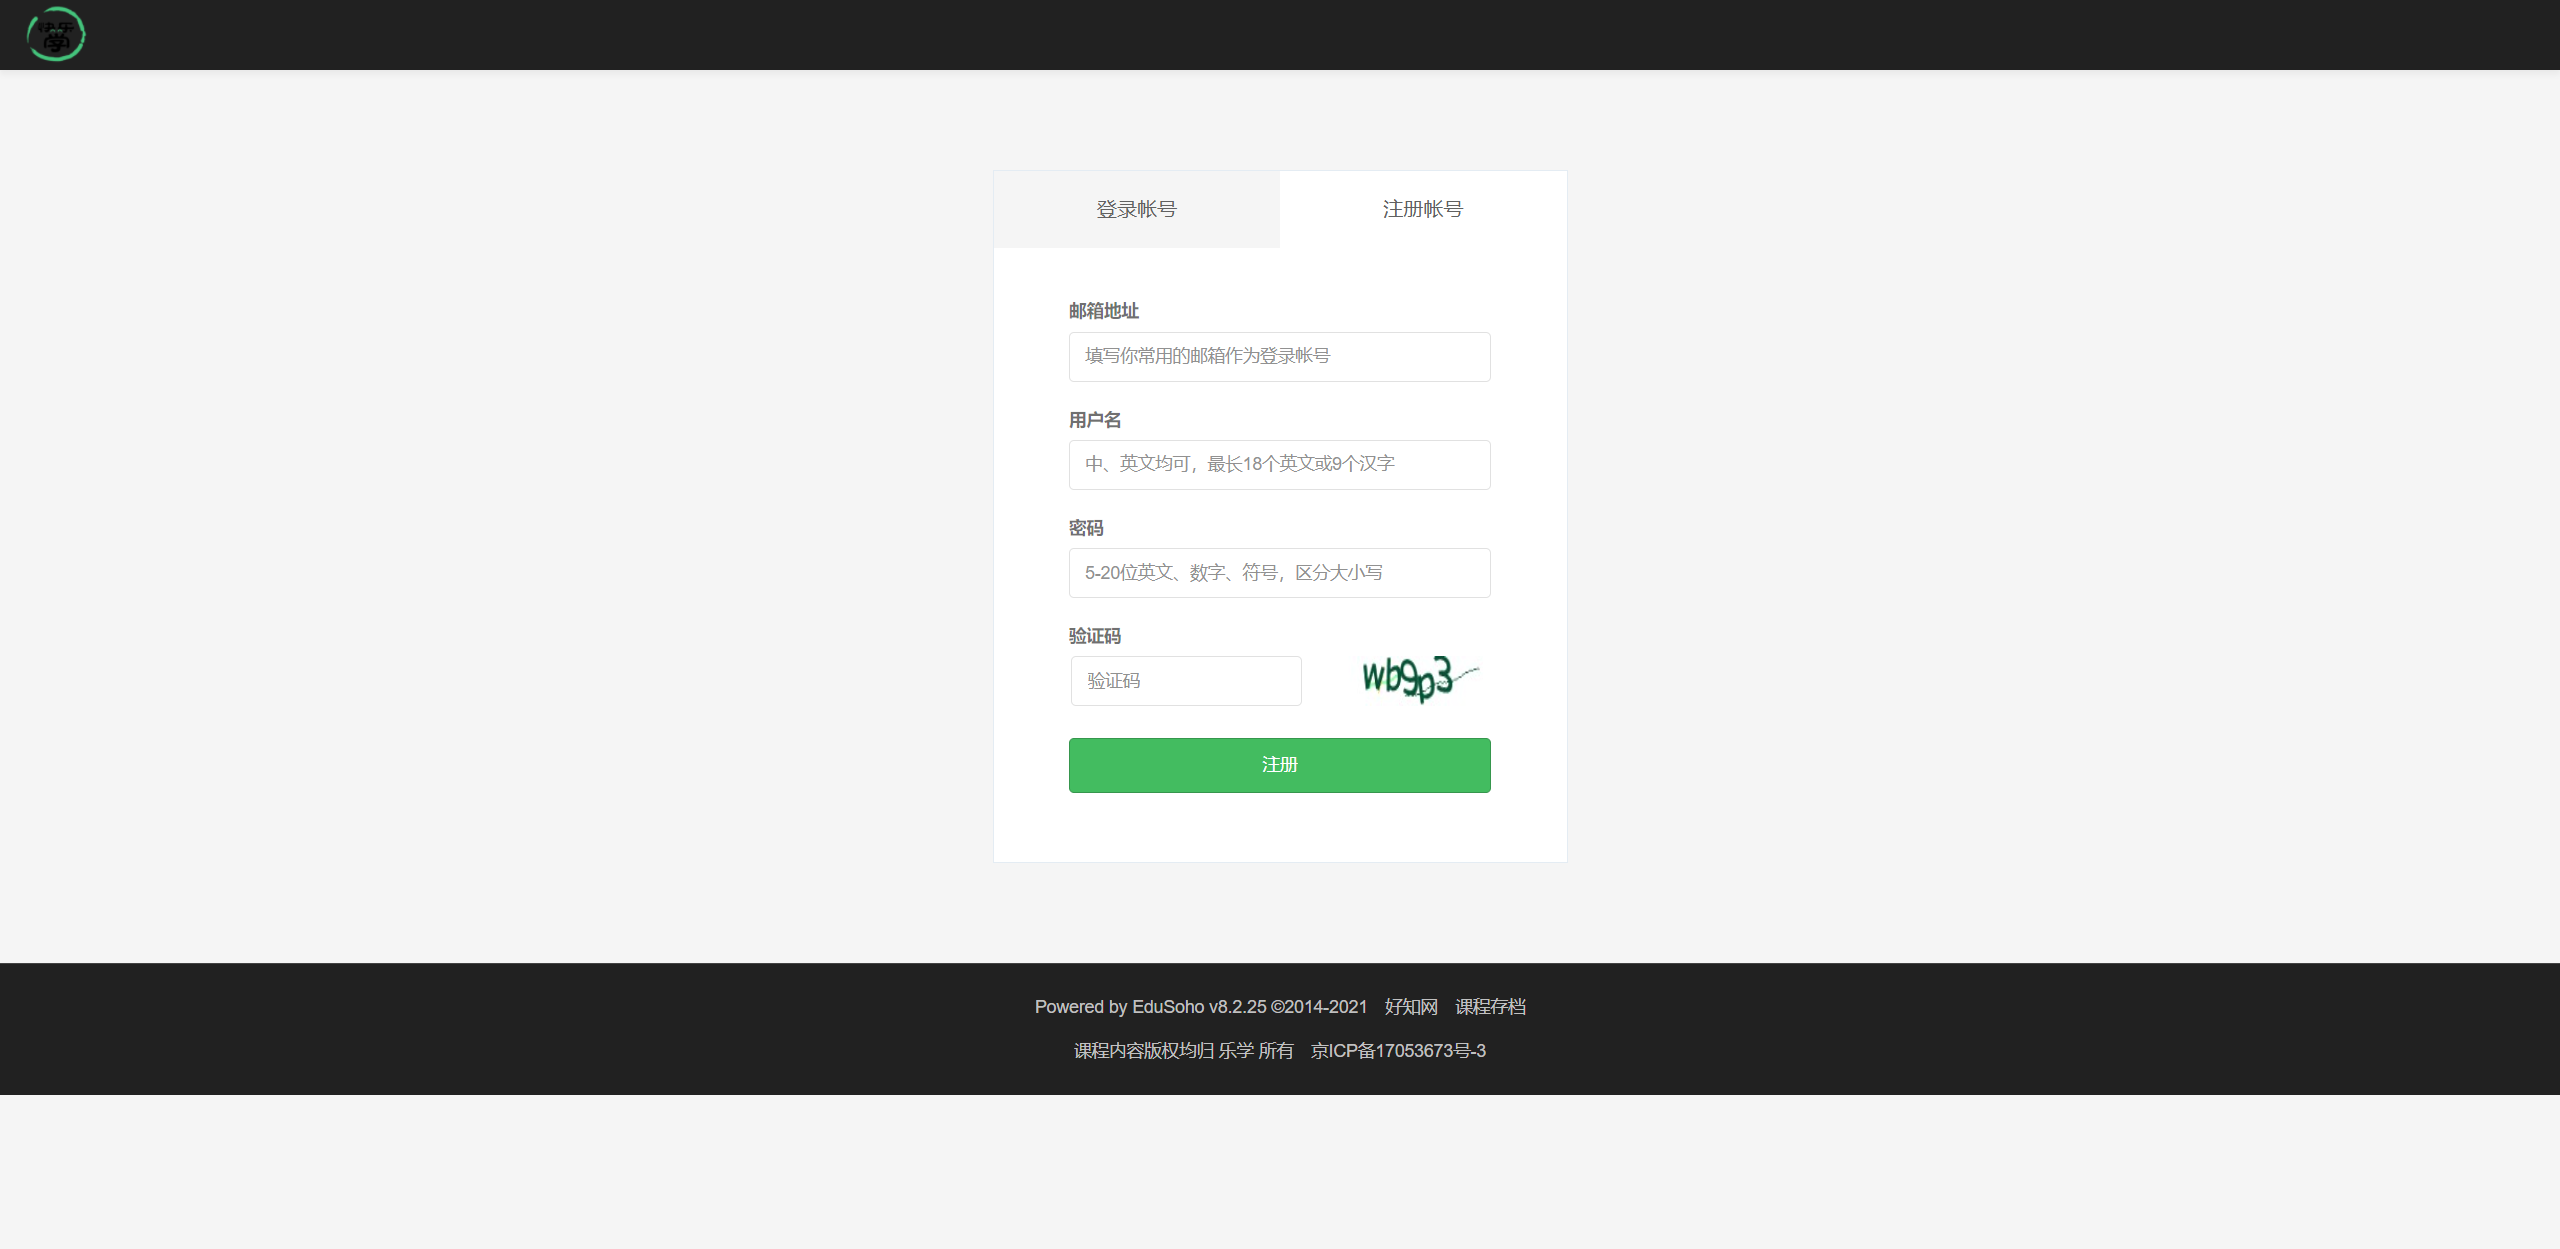 登录帐号
注册帐号
邮箱地址
填写你常用的邮箱作为登录帐号
用户名
中、英文均可，最长18个英文或9个汉字
密码
5-20位英文、数字、符号，区分大小写
验证码
验证码
wb9p3
注册
Powered by EduSoho v8.2.25 ©2014-2021 好知网 课程存档
课程内容版权均归 乐学 所有 京ICP备17053673号-3